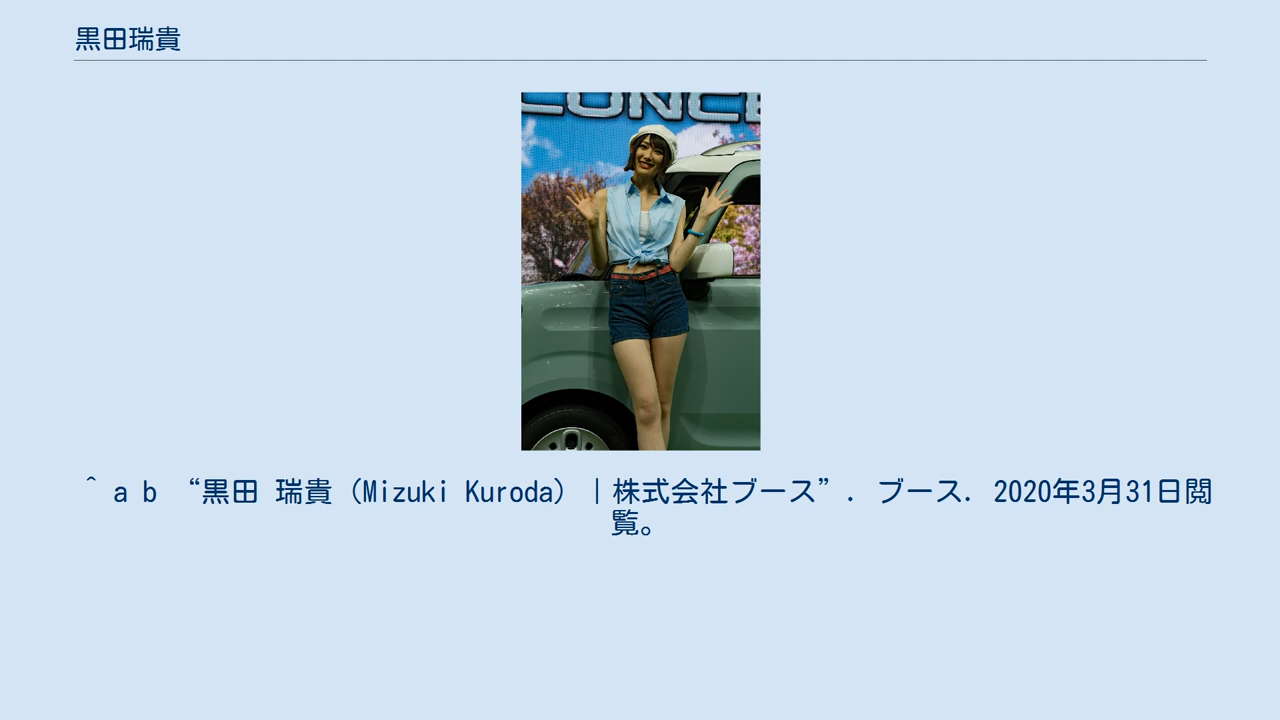 黒田瑞貴
CONCE
^ a b “黒田 瑞貴（Mizuki Kuroda）｜株式会社ブース”. ブース. 2020年3月31日閲
覧。